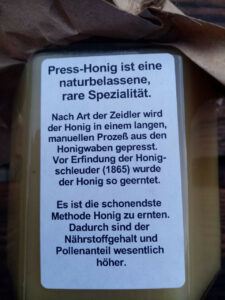 Press-Honig ist eine
naturbelassene,
rare Spezialität.
Nach Art der Zeidler wird
der Honig in einem langen,
manuellen Prozeß aus den
Honigwaben gepresst.
Vor Erfindung der Honig-
schleuder (1865) wurde
der Honig so geerntet.
Es ist die schonendste
Methode Honig zu ernten.
Dadurch sind der
Nährstoffgehalt und
Pollenanteil wesentlich
höher.